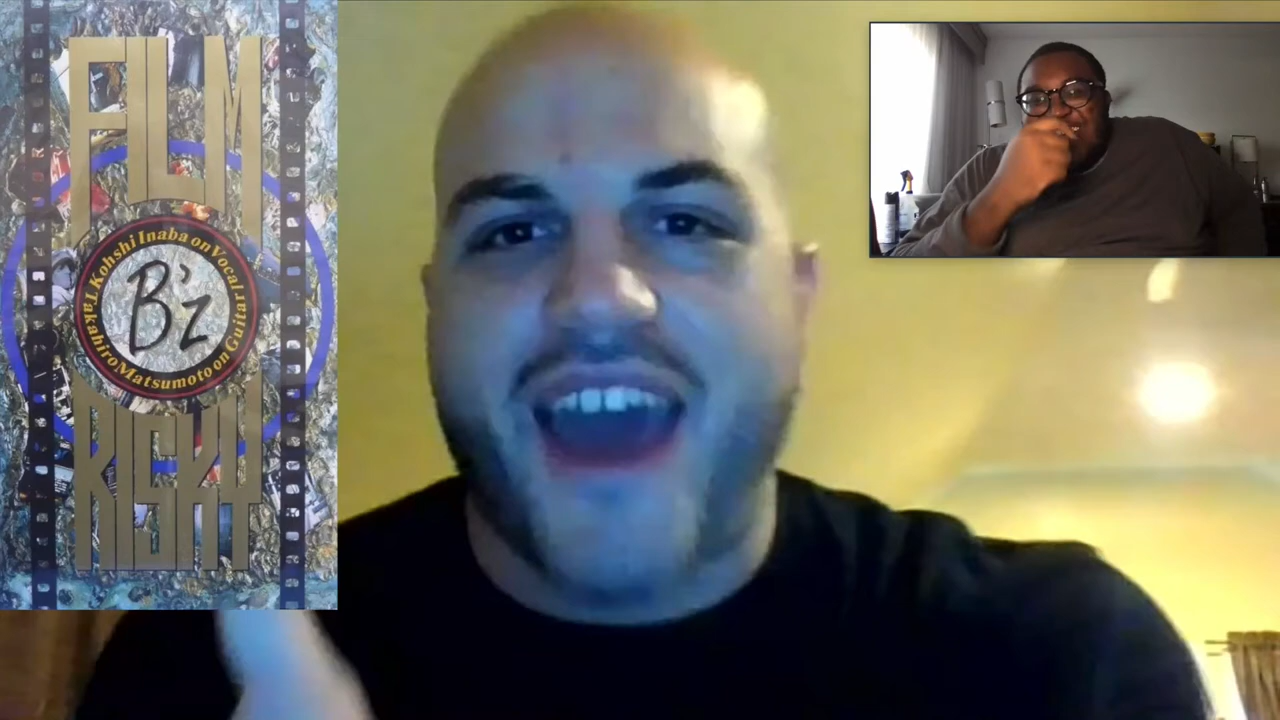 FILM
Kohshi Inaba on Vocal
B'z
Takahiro Matsumoto on Guitar
RISKY